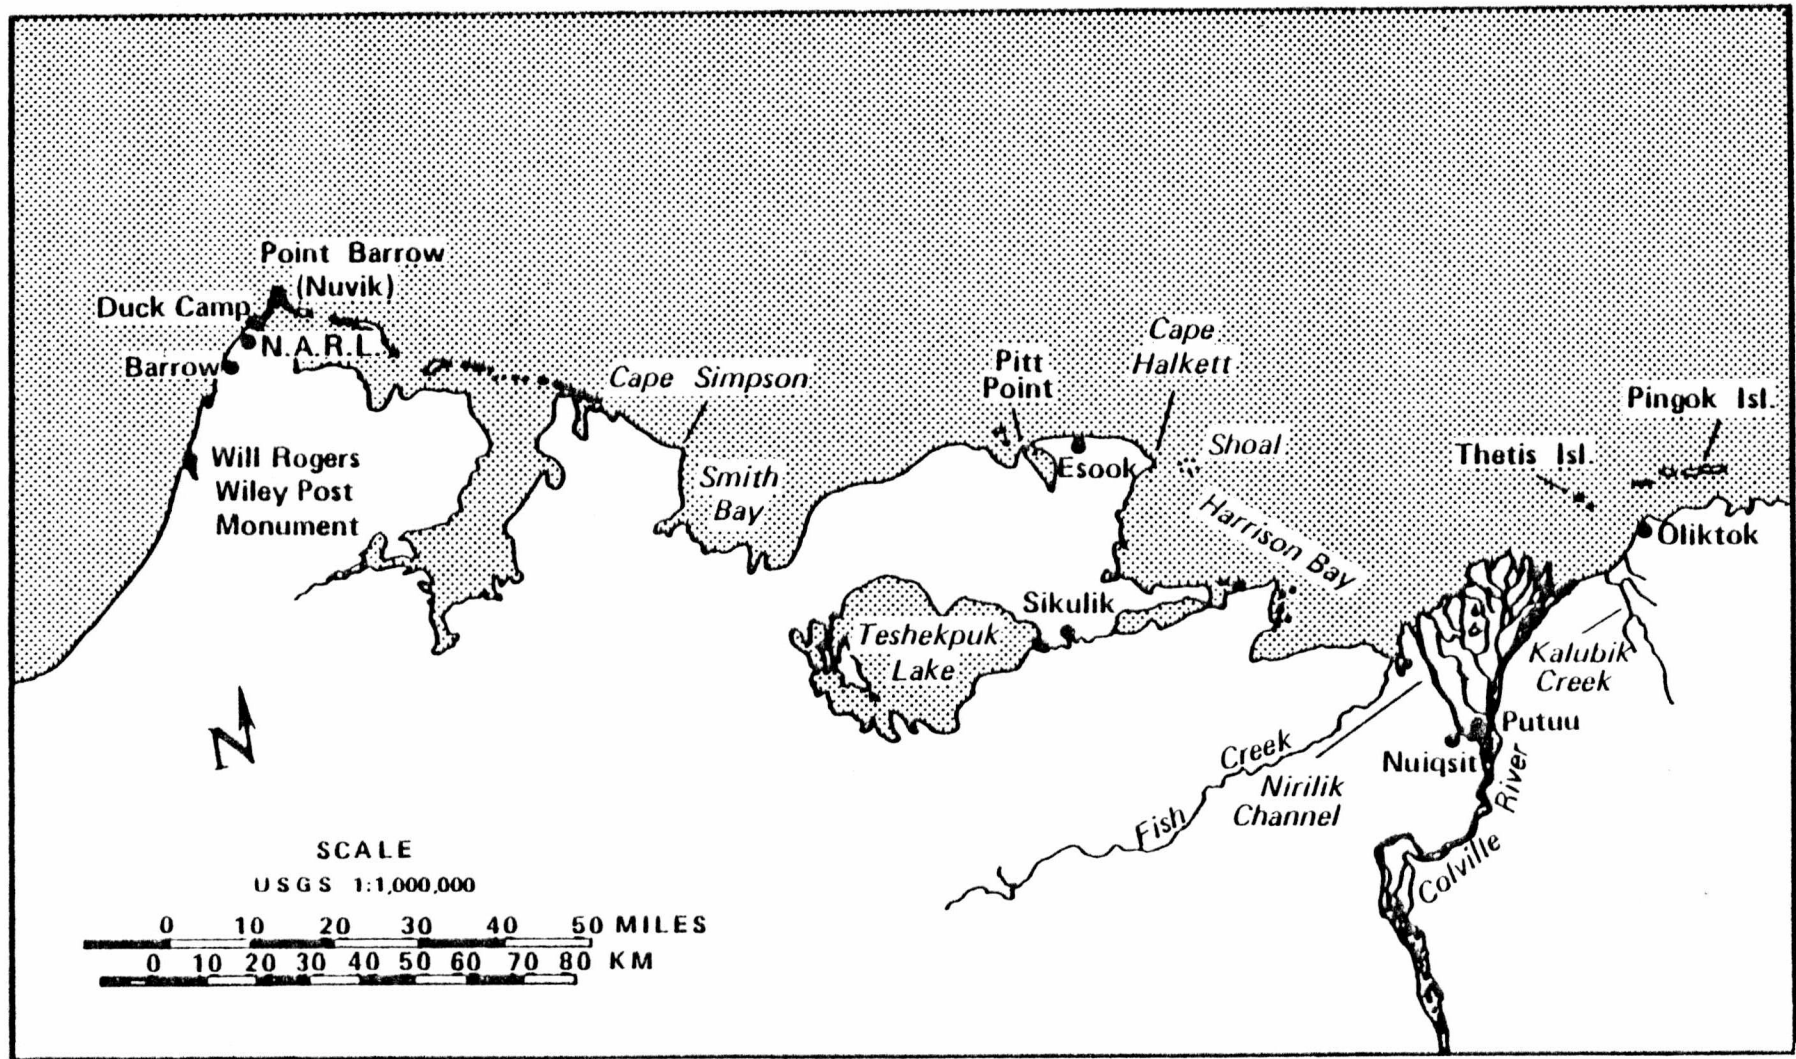 Point Barrow
(Nuvik)
Duck Camp
N.A.R.L.
Barrow
Will Rogers
Wiley Post
Monument
Cape Simpson
Smith
Bay
Pitt
Point
Esook
Cape
Halkett
Shoal
Harrison Bay
Thetis Isl.
Pingok Isl.
Oliktok
Sikulik
Teshekpuk
Lake
Kalubik
Creek
Putuu
Nuiqsit
Colville River
Fish Creek
Nirilik
Channel
N
SCALE
USGS 1:1,000,000
0 10 20 30 40 50 MILES
0 10 20 30 40 50 60 70 80 KM